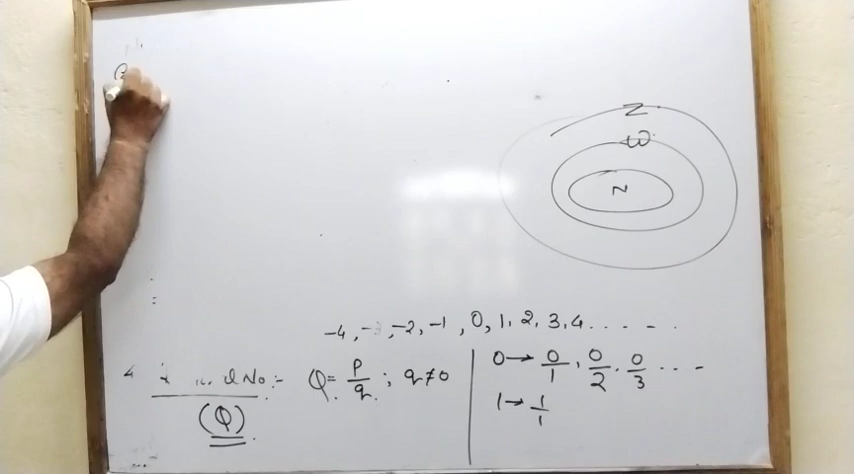 Z
W
N
-4, -3, -2, -1, 0, 1, 2, 3, 4. . . . - .
No :- Q = p/q ; q ≠ 0
(Q)
0 → 0/1, 0/2, 0/3 . . -
1 → 1/1